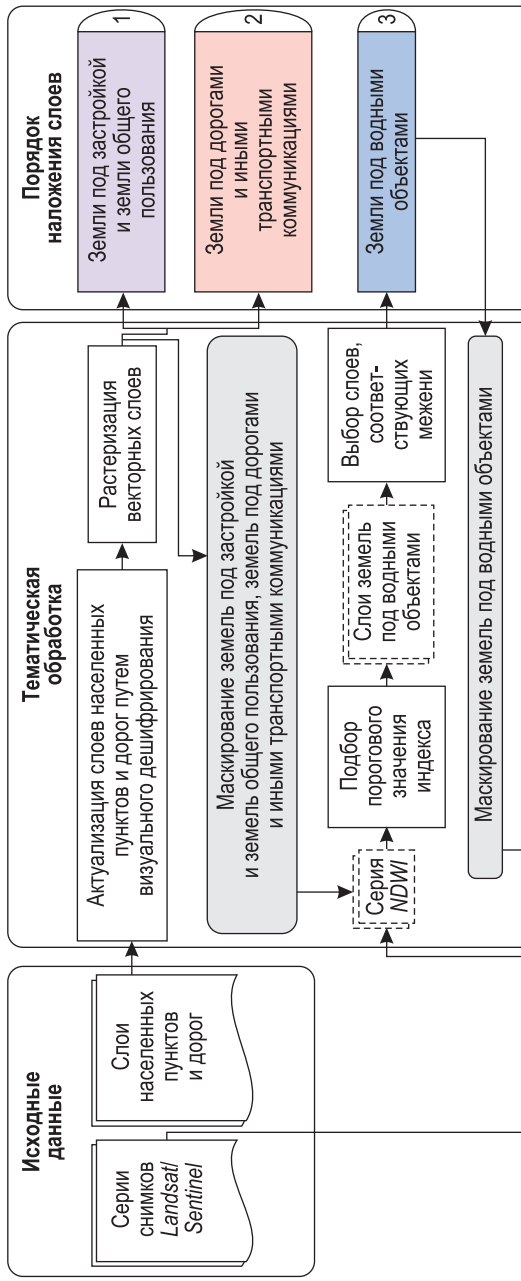 Исходные
данные
Серии
снимков
Landsat/
Sentinel
Слои
населенных
пунктов
и дорог
Тематическая
обработка
Актуализация слоев населенных
пунктов и дорог путем
визуального дешифрирования
Растеризация
векторных слоев
Маскирование земель под застройкой
и земель общего пользования, земель под дорогами
и иными транспортными коммуникациями
Серия
NDWI
Подбор
порогового
значения
индекса
Слои земель
под водными
объектами
Выбор слоев,
соответ-
ствующих
межени
Маскирование земель под водными объектами
Порядок
наложения слоев
Земли под застройкой
и земли общего
пользования
1
Земли под дорогами
и иными
транспортными
коммуникациями
2
Земли под водными
объектами
3